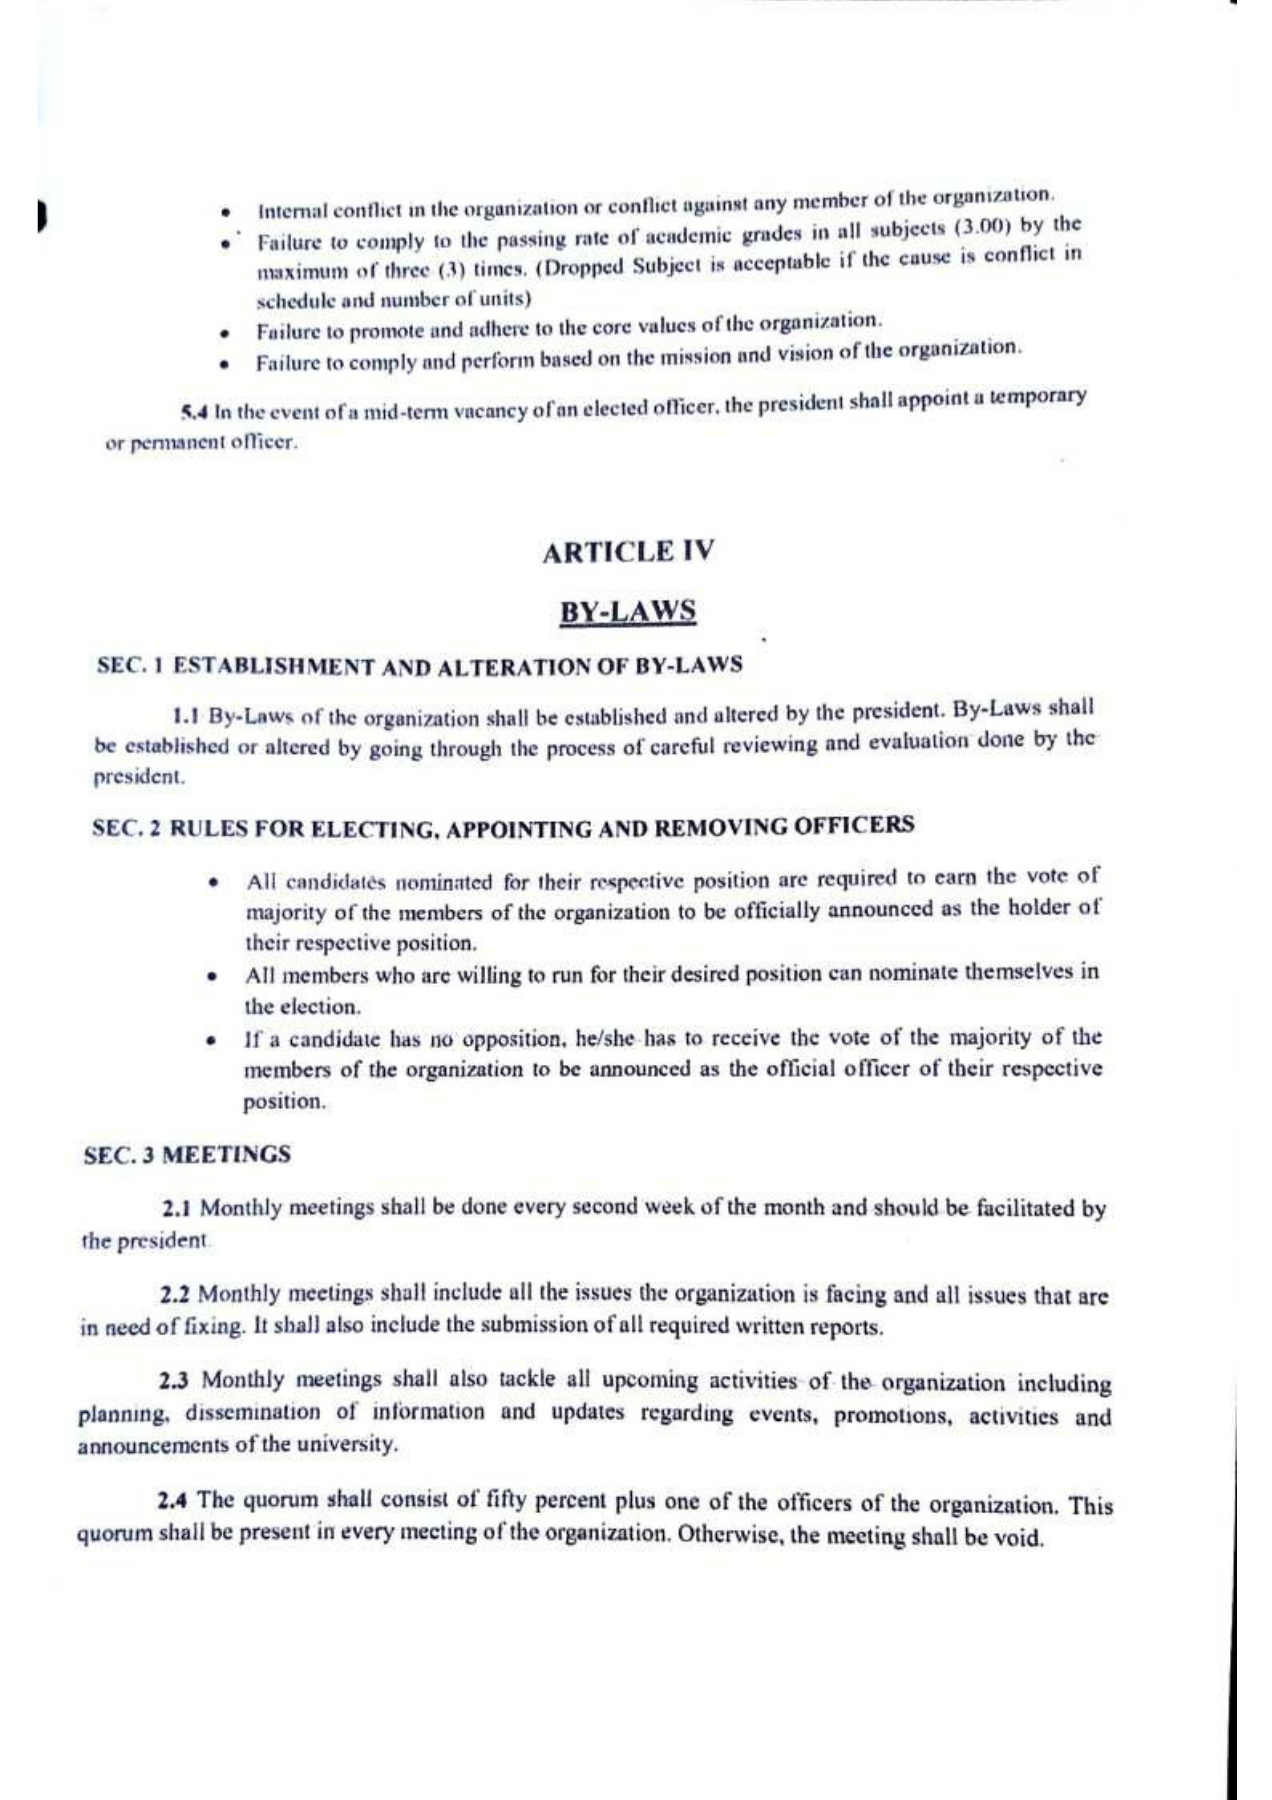 • Internal conflict in the organization or conflict against any member of the organization.
• Failure to comply to the passing rate of academic grades in all subjects (3.00) by the
maximum of three (3) times. (Dropped Subject is acceptable if the cause is conflict in
schedule and number of units)
• Failure to promote and adhere to the core values of the organization.
• Failure to comply and perform based on the mission and vision of the organization.
5.4 In the event of a mid-term vacancy of an elected officer, the president shall appoint a temporary
or permanent officer.
ARTICLE IV
BY-LAWS
SEC. 1 ESTABLISHMENT AND ALTERATION OF BY-LAWS
1.1 By-Laws of the organization shall be established and altered by the president. By-Laws shall
be established or altered by going through the process of careful reviewing and evaluation done by the
president.
SEC. 2 RULES FOR ELECTING, APPOINTING AND REMOVING OFFICERS
• All candidates nominated for their respective position are required to earn the vote of
majority of the members of the organization to be officially announced as the holder of
their respective position.
• All members who are willing to run for their desired position can nominate themselves in
the election.
• If a candidate has no opposition, he/she has to receive the vote of the majority of the
members of the organization to be announced as the official officer of their respective
position.
SEC. 3 MEETINGS
2.1 Monthly meetings shall be done every second week of the month and should be facilitated by
the president.
2.2 Monthly meetings shall include all the issues the organization is facing and all issues that are
in need of fixing. It shall also include the submission of all required written reports.
2.3 Monthly meetings shall also tackle all upcoming activities of the organization including
planning, dissemination of information and updates regarding events, promotions, activities and
announcements of the university.
2.4 The quorum shall consist of fifty percent plus one of the officers of the organization. This
quorum shall be present in every meeting of the organization. Otherwise, the meeting shall be void.